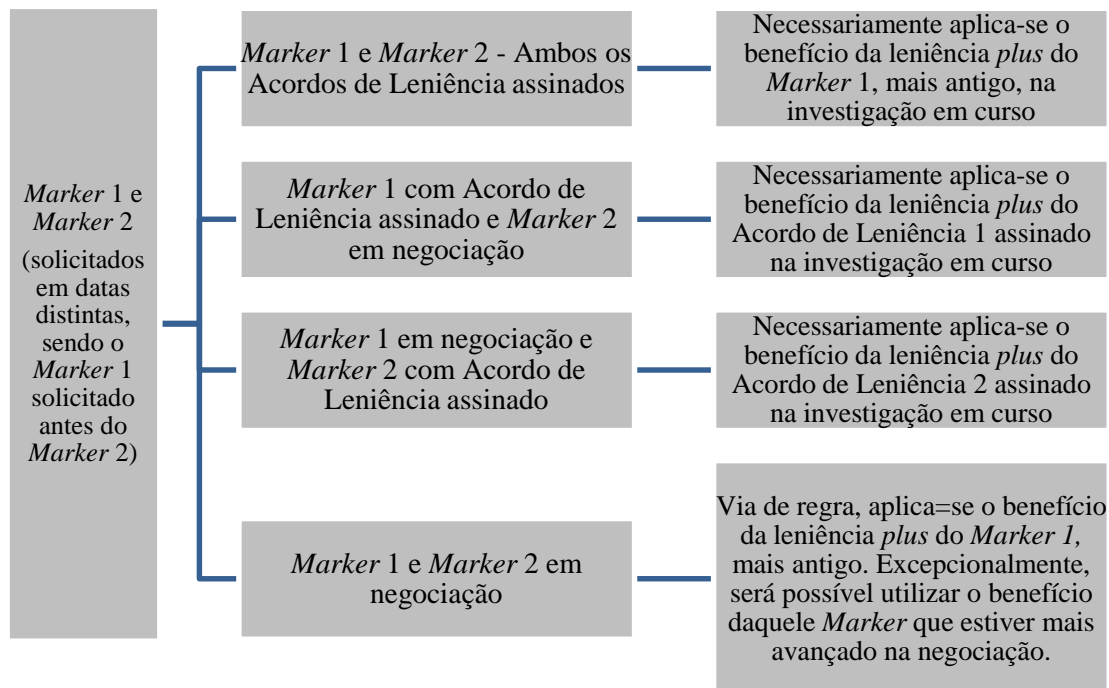 Marker 1 e
Marker 2
(solicitados
em datas
distintas,
sendo o
Marker 1
solicitado
antes do
Marker 2)
Marker 1 e Marker 2 - Ambos os
Acordos de Leniência assinados
Necessariamente aplica-se o
benefício da leniência plus do
Marker 1, mais antigo, na
investigação em curso
Marker 1 com Acordo de
Leniência assinado e Marker 2
em negociação
Necessariamente aplica-se o
benefício da leniência plus do
Acordo de Leniência 1 assinado
na investigação em curso
Marker 1 em negociação e
Marker 2 com Acordo de
Leniência assinado
Necessariamente aplica-se o
benefício da leniência plus do
Acordo de Leniência 2 assinado
na investigação em curso
Marker 1 e Marker 2 em
negociação
Via de regra, aplica=se o benefício
da leniência plus do Marker 1,
mais antigo. Excepcionalmente,
será possível utilizar o benefício
daquele Marker que estiver mais
avançado na negociação.